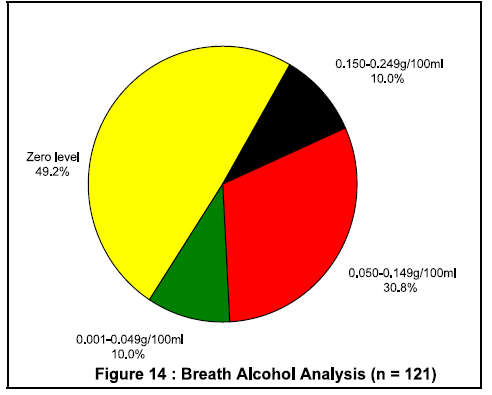 0.150-0.249g/100ml
10.0%
Zero level
49.2%
0.050-0.149g/100ml
30.8%
0.001-0.049g/100ml
10.0%
Figure 14 : Breath Alcohol Analysis (n = 121)